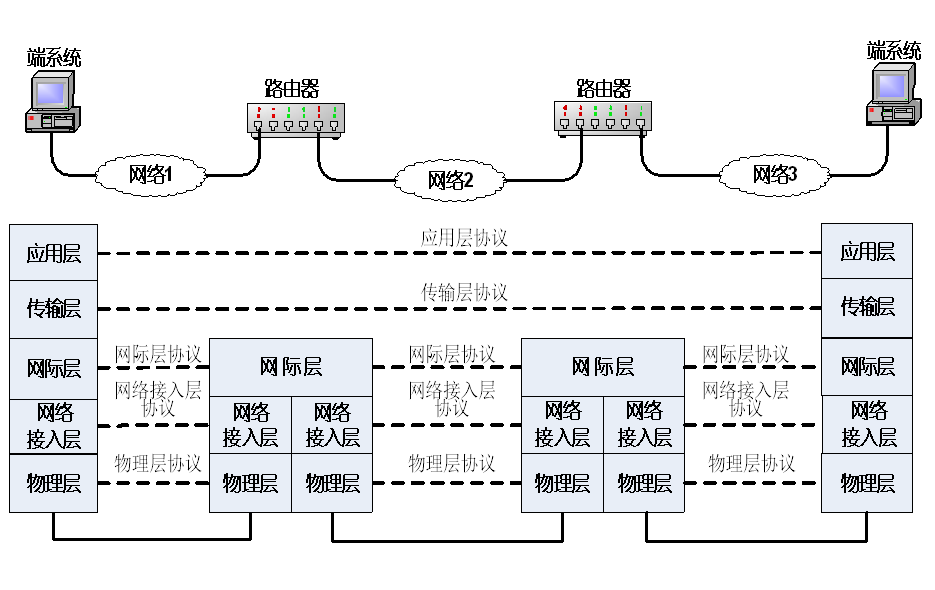 端系统
端系统
路由器
路由器
网络1
网络2
网络3
应用层
应用层协议
应用层
传输层
传输层协议
传输层
网际层
网际层协议
网际层
网际层协议
网际层
网际层协议
网际层
网络
接入层
网络接入层
协议
网络
接入层
网络
接入层
网络接入层
协议
网络
接入层
网络
接入层
网络接入层
协议
网络
接入层
物理层
物理层协议
物理层
物理层
物理层协议
物理层
物理层
物理层协议
物理层